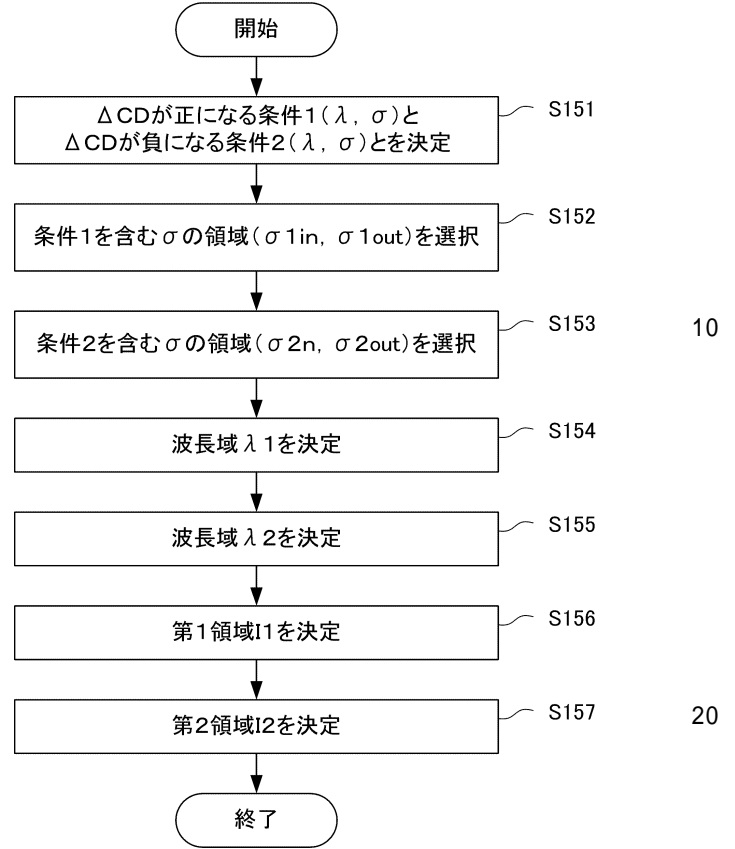 開始
ΔCDが正になる条件1(λ, σ)と
ΔCDが負になる条件2(λ, σ)とを決定
S151
条件1を含むσの領域(σ1in, σ1out)を選択
S152
条件2を含むσの領域(σ2n, σ2out)を選択
S153
10
波長域λ1を決定
S154
波長域λ2を決定
S155
第1領域I1を決定
S156
第2領域I2を決定
S157
20
終了